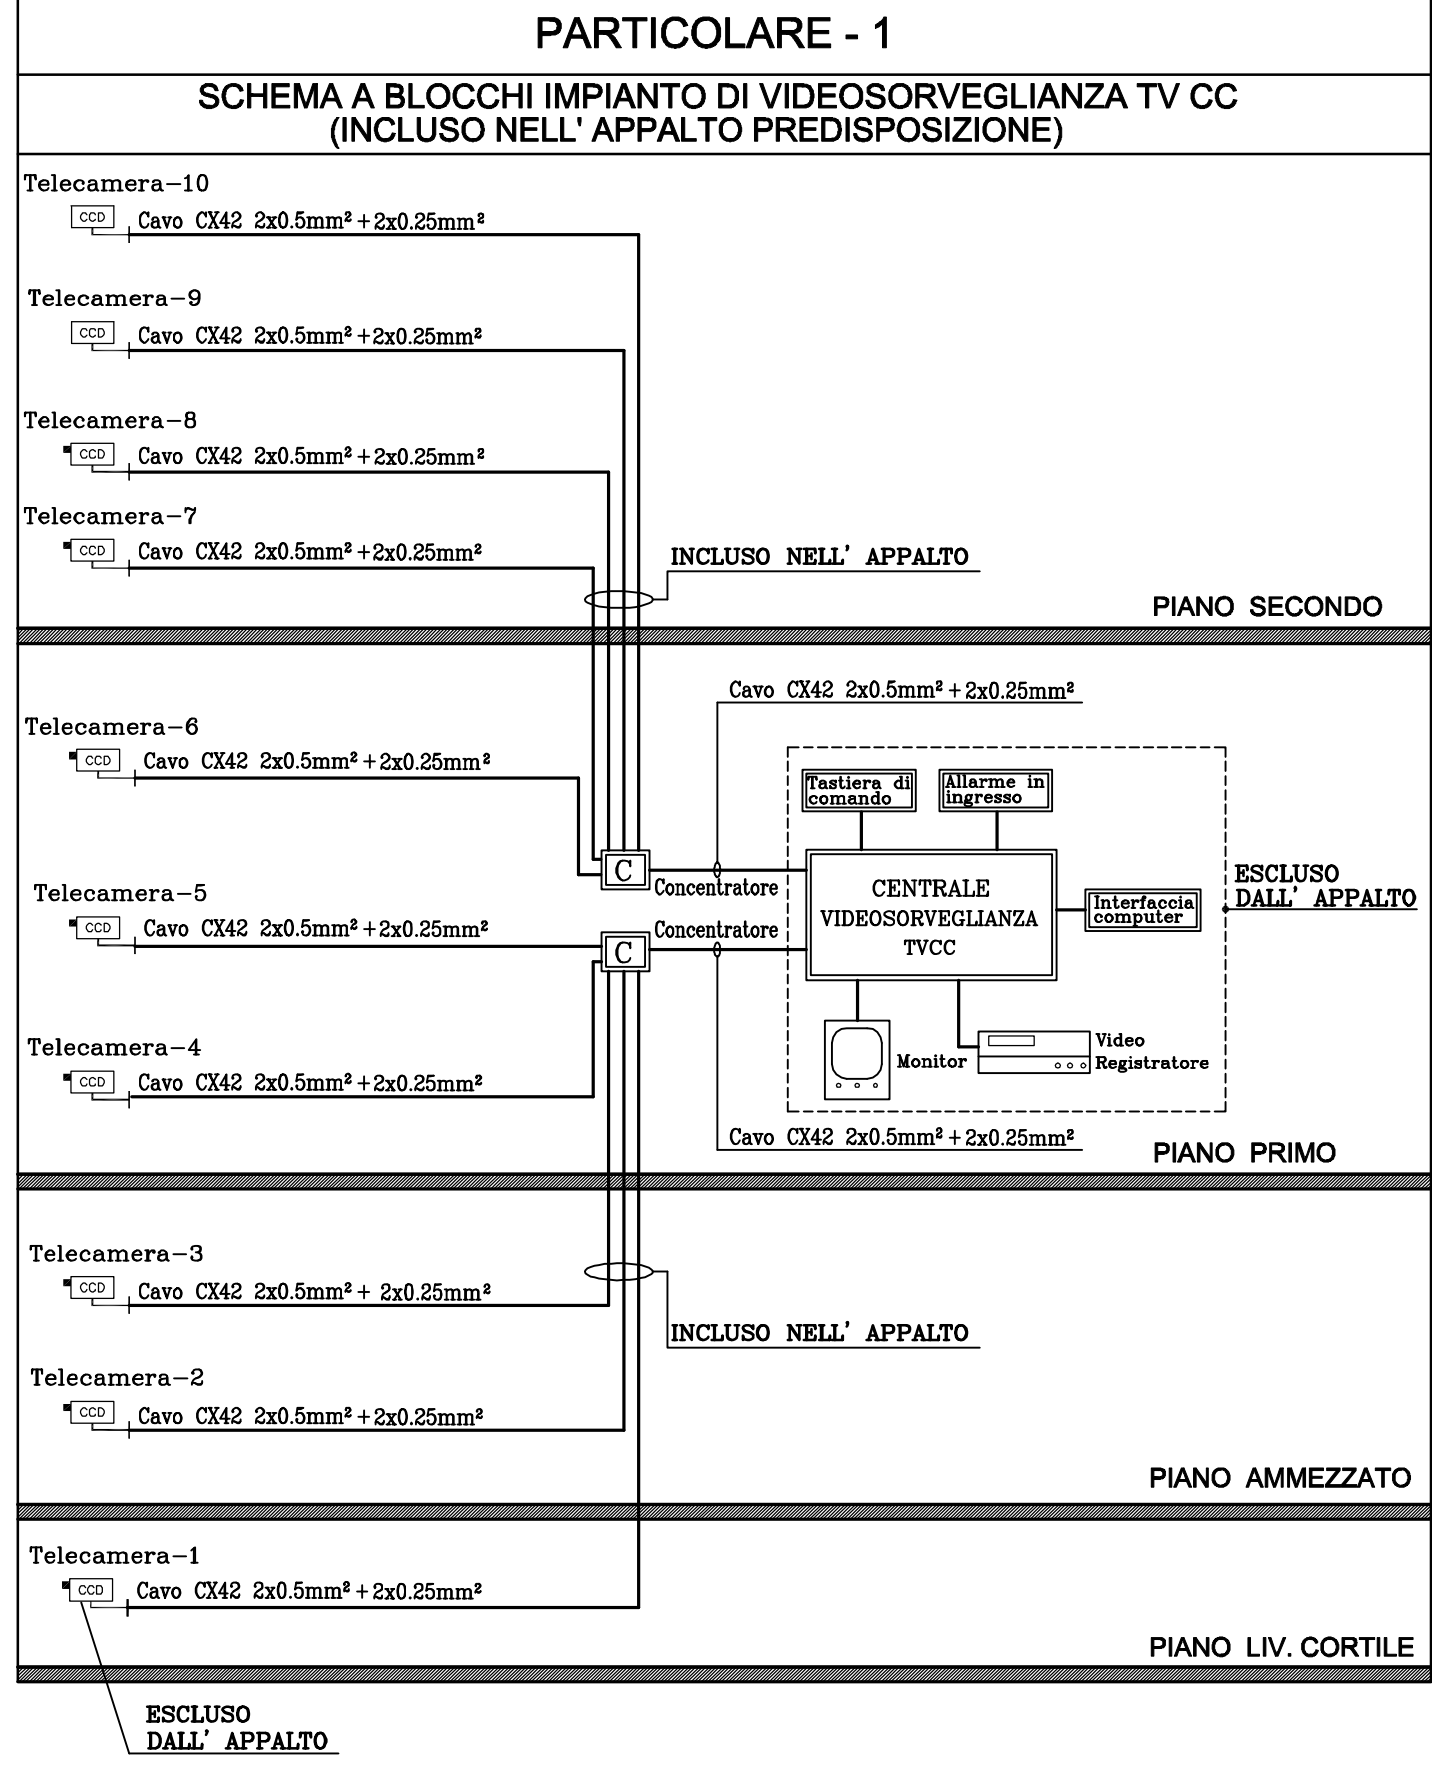 PARTICOLARE - 1
SCHEMA A BLOCCHI IMPIANTO DI VIDEOSORVEGLIANZA TV CC
(INCLUSO NELL' APPALTO PREDISPOSIZIONE)
Telecamera-10
CCD
Cavo CX42 2x0.5mm²+2x0.25mm²
Telecamera-9
CCD
Cavo CX42 2x0.5mm²+2x0.25mm²
Telecamera-8
CCD
Cavo CX42 2x0.5mm²+2x0.25mm²
Telecamera-7
CCD
Cavo CX42 2x0.5mm²+2x0.25mm²
INCLUSO NELL' APPALTO
PIANO SECONDO
Cavo CX42 2x0.5mm²+2x0.25mm²
Telecamera-6
CCD
Cavo CX42 2x0.5mm²+2x0.25mm²
Tastiera di
comando
Allarme in
ingresso
C
Concentratore
CENTRALE
VIDEOSORVEGLIANZA
TVCC
Interfaccia
computer
ESCLUSO
DALL' APPALTO
Telecamera-5
CCD
Cavo CX42 2x0.5mm²+2x0.25mm²
C
Concentratore
Telecamera-4
CCD
Cavo CX42 2x0.5mm²+2x0.25mm²
Monitor
Video
Registratore
Cavo CX42 2x0.5mm²+2x0.25mm²
PIANO PRIMO
Telecamera-3
CCD
Cavo CX42 2x0.5mm²+ 2x0.25mm²
INCLUSO NELL' APPALTO
Telecamera-2
CCD
Cavo CX42 2x0.5mm²+2x0.25mm²
PIANO AMMEZZATO
Telecamera-1
CCD
Cavo CX42 2x0.5mm²+2x0.25mm²
PIANO LIV. CORTILE
ESCLUSO
DALL' APPALTO